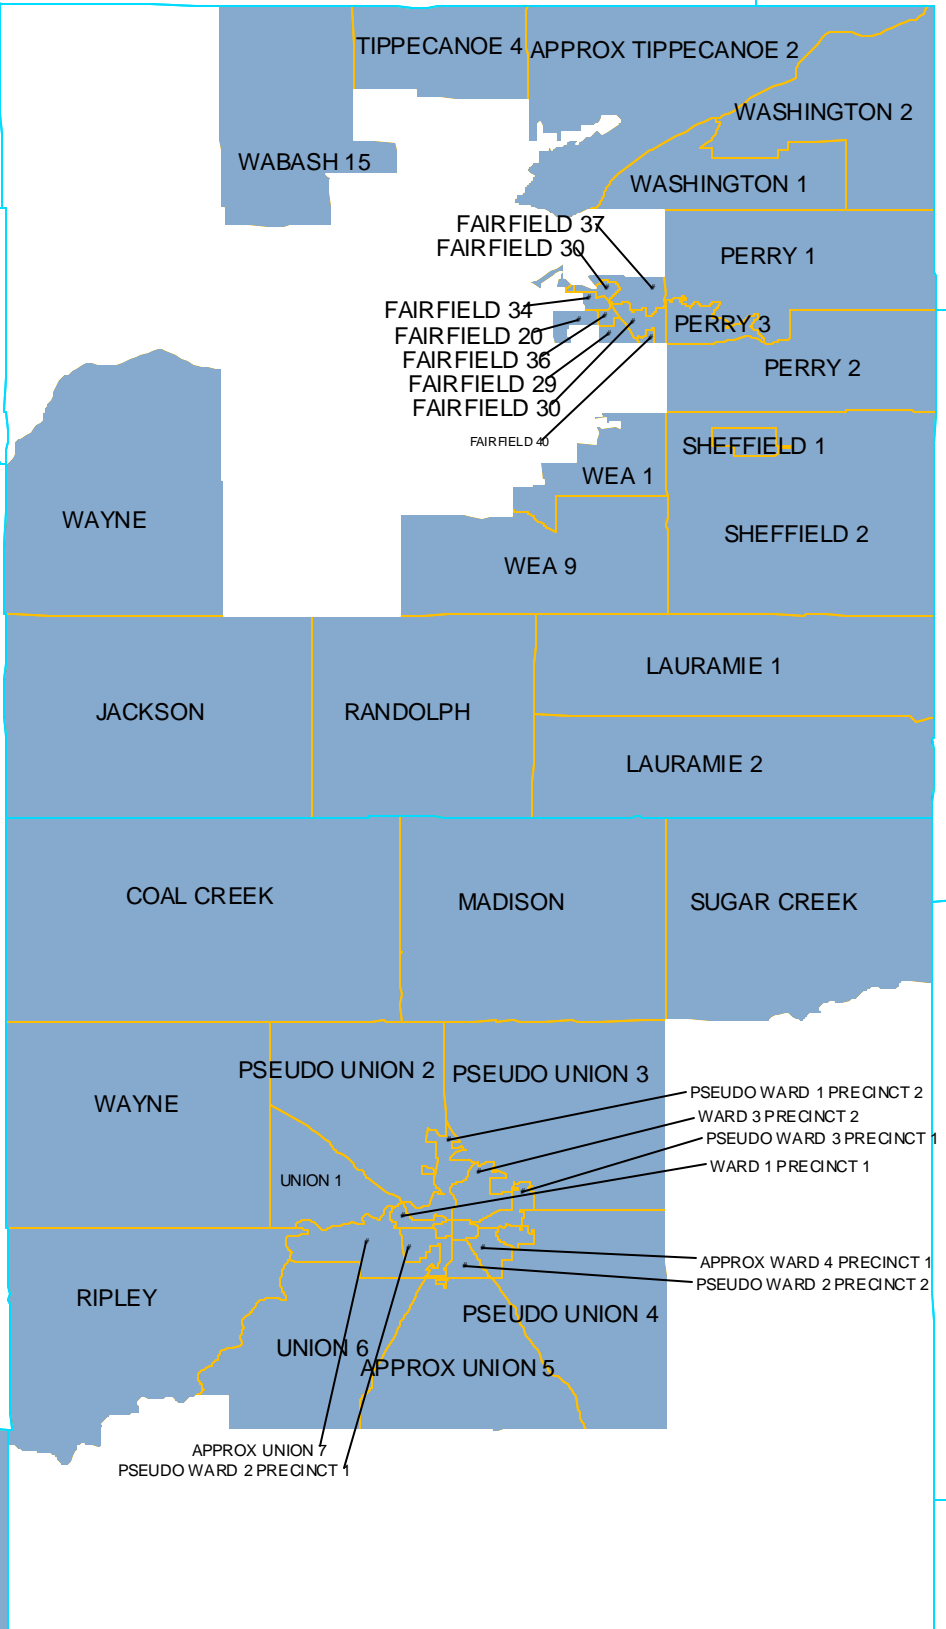 TIPPECANOE 4
APPROX TIPPECANOE 2
WASHINGTON 2
WABASH 15
WASHINGTON 1
FAIRFIELD 37
FAIRFIELD 30
PERRY 1
FAIRFIELD 34
PERRY 3
FAIRFIELD 20
FAIRFIELD 36
PERRY 2
FAIRFIELD 29
FAIRFIELD 30
FAIRFIELD 40
SHEFFIELD 1
WEA 1
WAYNE
SHEFFIELD 2
WEA 9
LAURAMIE 1
JACKSON
RANDOLPH
LAURAMIE 2
COAL CREEK
MADISON
SUGAR CREEK
PSEUDO UNION 2
PSEUDO UNION 3
PSEUDO WARD 1 PRECINCT 2
WAYNE
WARD 3 PRECINCT 2
PSEUDO WARD 3 PRECINCT 1
WARD 1 PRECINCT 1
UNION 1
APPROX WARD 4 PRECINCT 1
PSEUDO WARD 2 PRECINCT 2
RIPLEY
PSEUDO UNION 4
UNION 6
APPROX UNION 5
APPROX UNION 7
PSEUDO WARD 2 PRECINCT 1